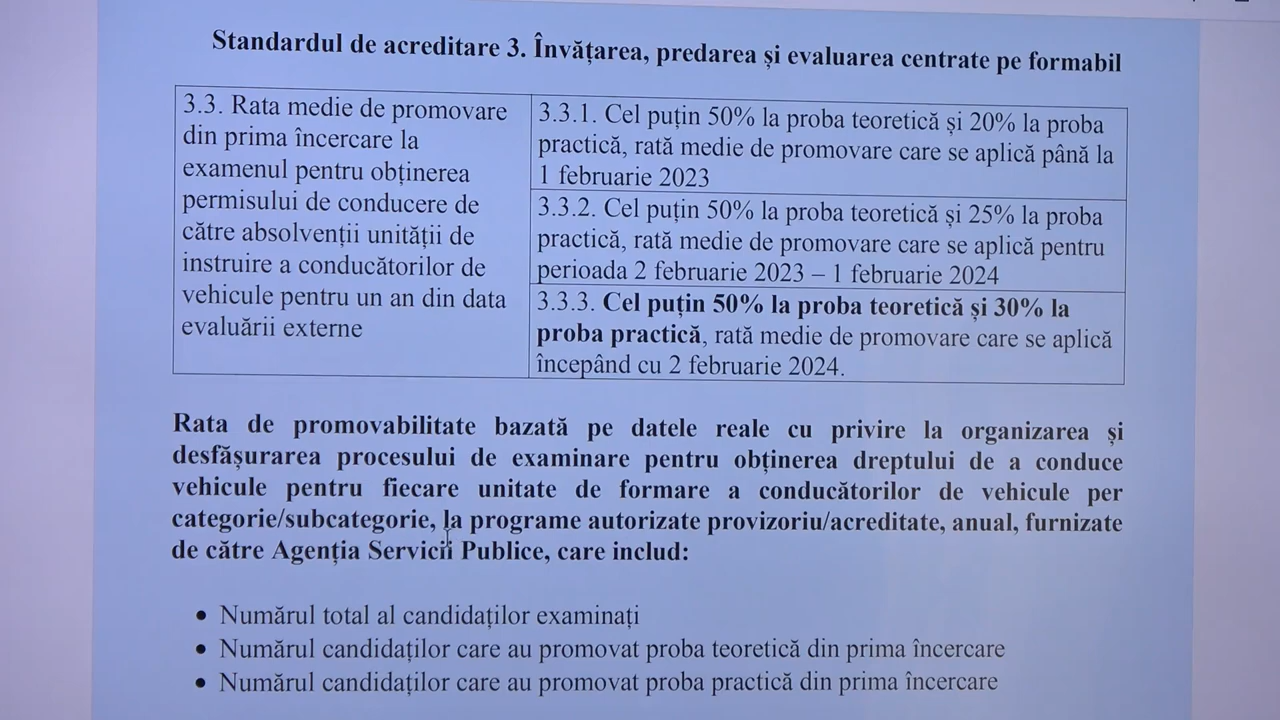 Standardul de acreditare 3. Învățarea, predarea și evaluarea centrate pe formabil
3.3. Rata medie de promovare
din prima încercare la
examenul pentru obținerea
permisului de conducere de
către absolvenții unității de
instruire a conducătorilor de
vehicule pentru un an din data
evaluării externe
3.3.1. Cel puțin 50% la proba teoretică și 20% la proba
practică, rată medie de promovare care se aplică până la
1 februarie 2023
3.3.2. Cel puțin 50% la proba teoretică și 25% la proba
practică, rată medie de promovare care se aplică pentru
perioada 2 februarie 2023 – 1 februarie 2024
3.3.3. Cel puțin 50% la proba teoretică și 30% la
proba practică, rată medie de promovare care se aplică
începând cu 2 februarie 2024.
Rata de promovabilitate bazată pe datele reale cu privire la organizarea și
desfășurarea procesului de examinare pentru obținerea dreptului de a conduce
vehicule pentru fiecare unitate de formare a conducătorilor de vehicule per
categorie/subcategorie, la programe autorizate provizoriu/acreditate, anual, furnizate
de către Agenția Servicii Publice, care includ:
• Numărul total al candidaților examinați
• Numărul candidaților care au promovat proba teoretică din prima încercare
• Numărul candidaților care au promovat proba practică din prima încercare